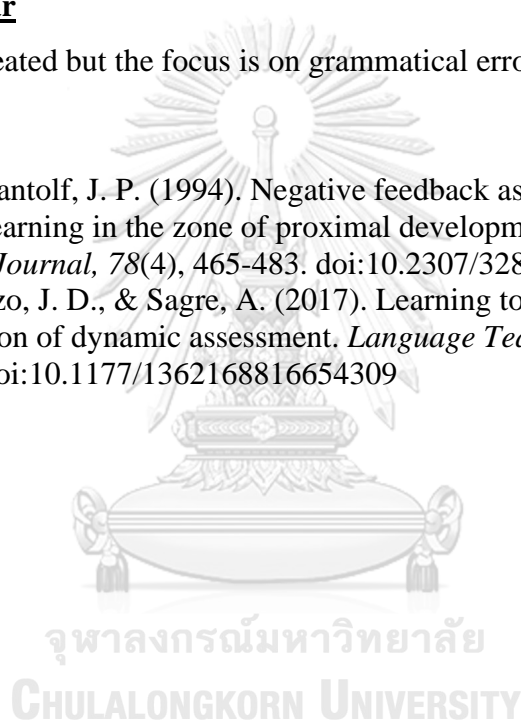 ar
eated but the focus is on grammatical erro
antolf, J. P. (1994). Negative feedback as
earning in the zone of proximal developm
Journal, 78(4), 465-483. doi:10.2307/328
zo, J. D., & Sagre, A. (2017). Learning to
on of dynamic assessment. Language Tea
oi:10.1177/1362168816654309
จุฬาลงกรณ์มหาวิทยาลัย
CHULALONGKORN UNIVERSITY